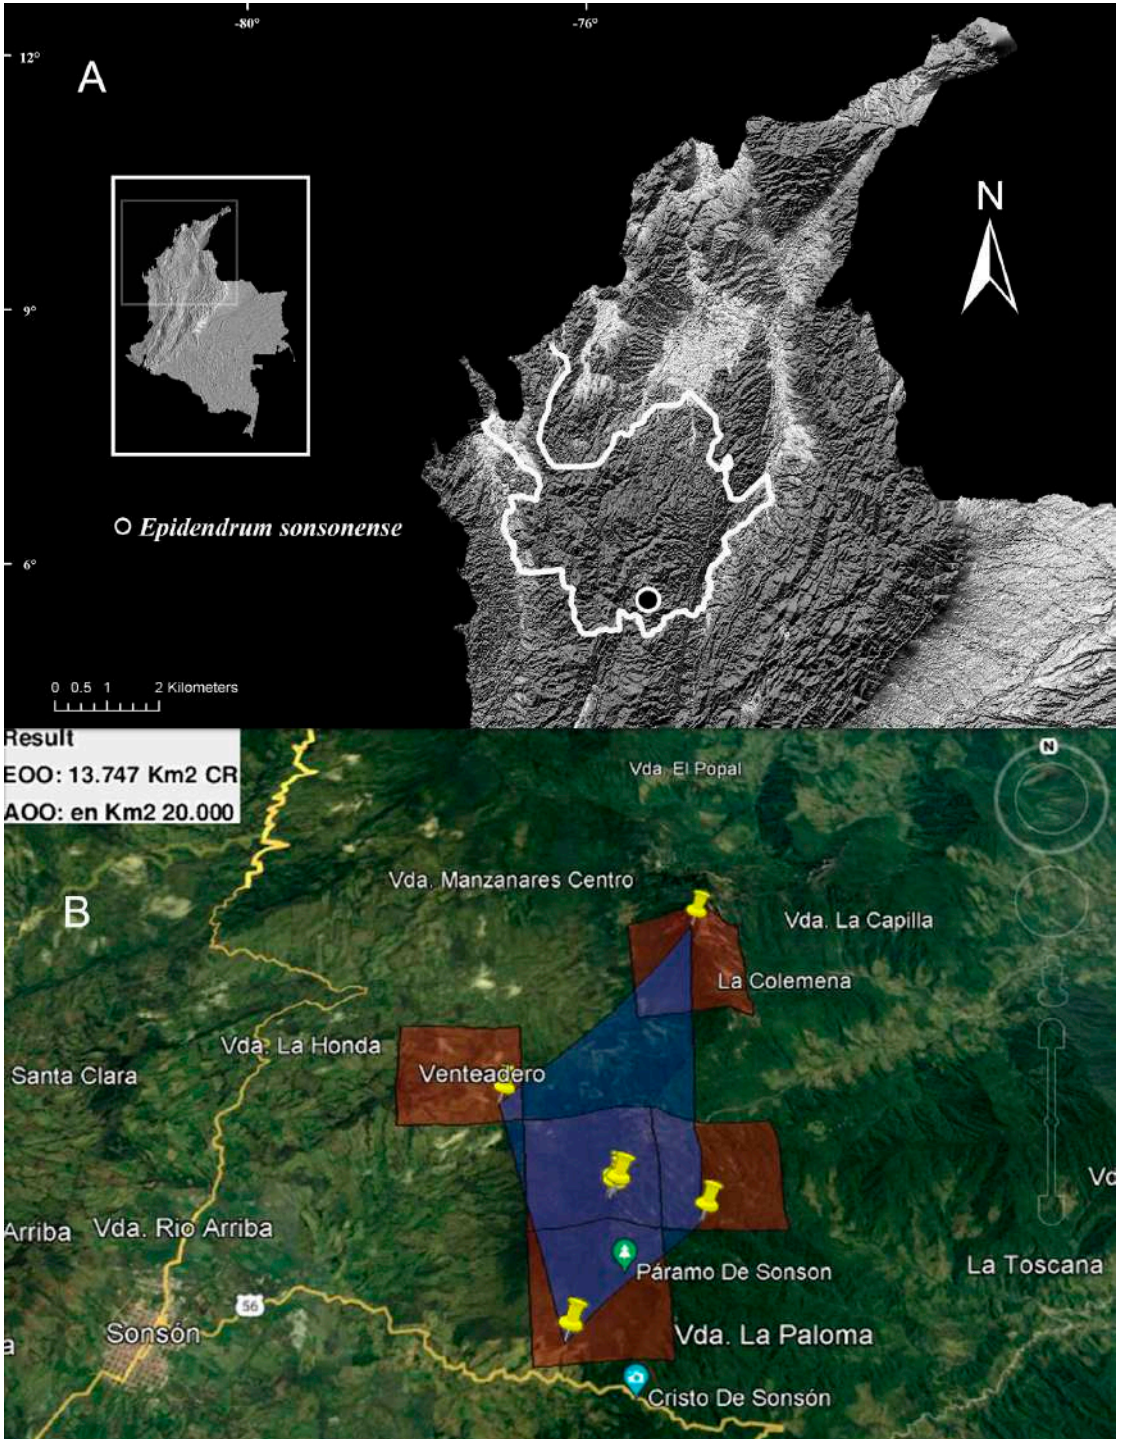 -80°
-76°
12°
A
N
9°
Epidendrum sonsonense
6°
0 0.5 1 2 Kilometers
Result
EOO: 13.747 Km2 CR
AOO: en Km2 20.000
N
Vda. El Popal
Vda. Manzanares Centro
B
Vda. La Capilla
La Colemena
Vda. La Honda
Santa Clara
Venteadero
Vd
Arriba
Vda. Rio Arriba
La Toscana
Páramo De Sonson
56
Sonsón
a
Vda. La Paloma
Cristo De Sonsón